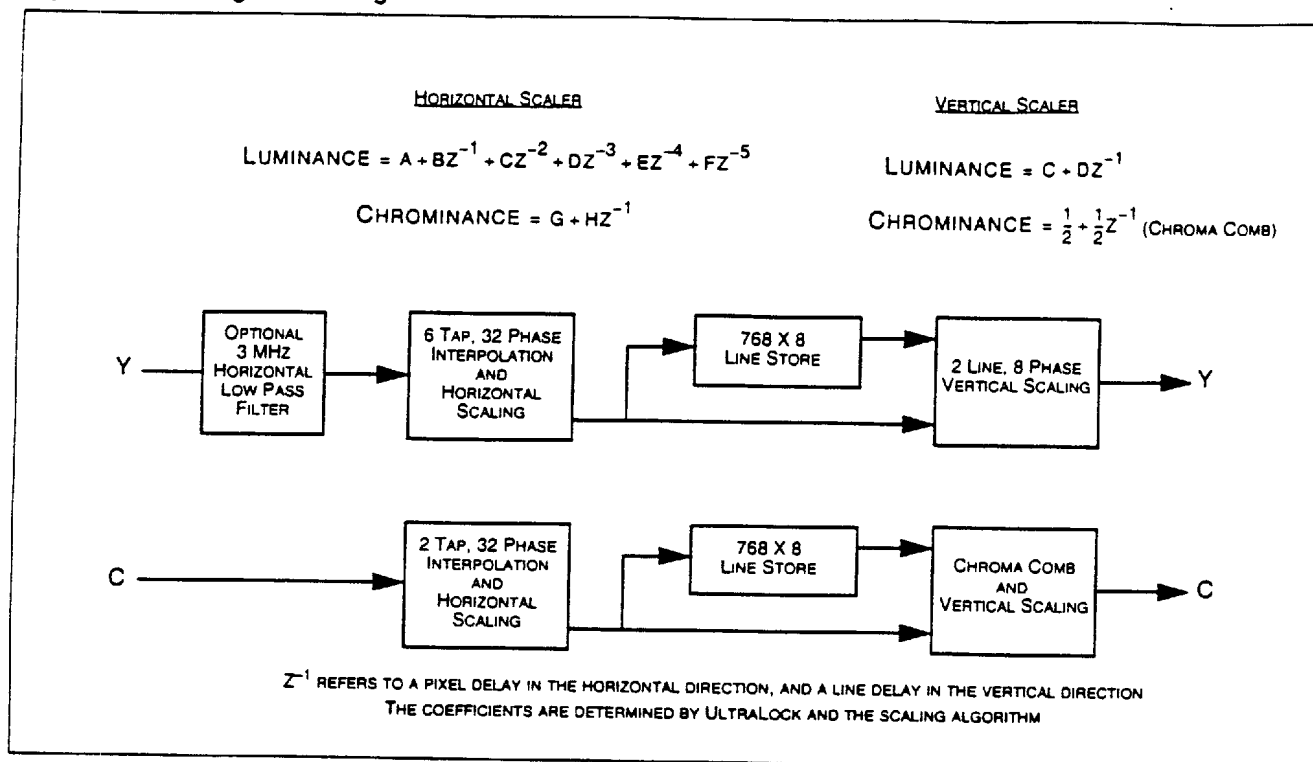 HORIZONTAL SCALER
VERTICAL SCALER
LUMINANCE = A + BZ⁻¹ + CZ⁻² + DZ⁻³ + EZ⁻⁴ + FZ⁻⁵
LUMINANCE = C + DZ⁻¹
CHROMINANCE = G + HZ⁻¹
CHROMINANCE = 1/2 + 1/2 Z⁻¹ (CHROMA COMB)
Y
OPTIONAL
3 MHZ
HORIZONTAL
LOW PASS
FILTER
6 TAP, 32 PHASE
INTERPOLATION
AND
HORIZONTAL
SCALING
768 X 8
LINE STORE
2 LINE, 8 PHASE
VERTICAL SCALING
Y
C
2 TAP, 32 PHASE
INTERPOLATION
AND
HORIZONTAL
SCALING
768 X 8
LINE STORE
CHROMA COMB
AND
VERTICAL SCALING
C
Z⁻¹ REFERS TO A PIXEL DELAY IN THE HORIZONTAL DIRECTION, AND A LINE DELAY IN THE VERTICAL DIRECTION
THE COEFFICIENTS ARE DETERMINED BY ULTRALOCK AND THE SCALING ALGORITHM